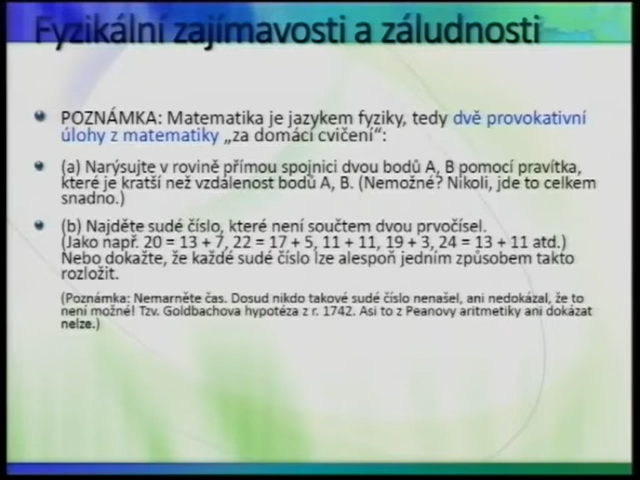 Fyzikální zajímavosti a záludnosti
POZNÁMKA: Matematika je jazykem fyziky, tedy dvě provokativní
úlohy z matematiky „za domácí cvičení“:
(a) Narýsujte v rovině přímou spojnici dvou bodů A, B pomocí pravítka,
které je kratší než vzdálenost bodů A, B. (Nemožné? Nikoli, jde to celkem
snadno.)
(b) Najděte sudé číslo, které není součtem dvou prvočísel.
(Jako např. 20 = 13 + 7, 22 = 17 + 5, 11 + 11, 19 + 3, 24 = 13 + 11 atd.)
Nebo dokažte, že každé sudé číslo lze alespoň jedním způsobem takto
rozložit.
(Poznámka: Nemarněte čas. Dosud nikdo takové sudé číslo nenašel, ani nedokázal, že to
není možné! Tzv. Goldbachova hypotéza z r. 1742. Asi to z Peanovy aritmetiky ani dokázat
nelze.)